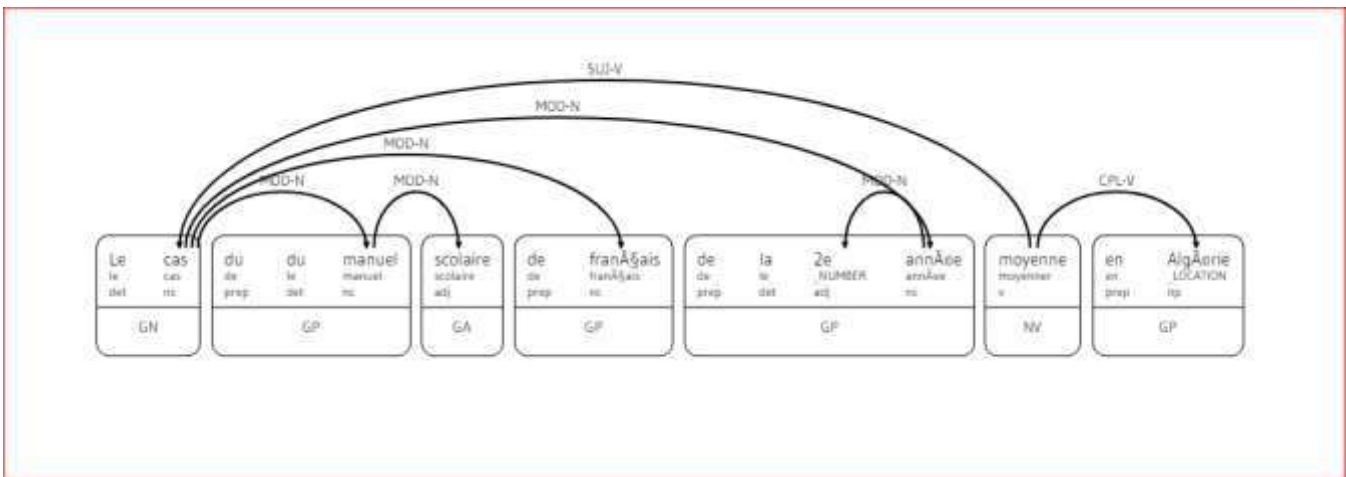 SUJ-V
MOD-N
MOD-N
MOD-N MOD-N MOD-N CPL-V
Le cas du du manuel scolaire de franÃ§ais de la 2e annÃ©e moyenne en AlgÃ©rie
le cas de le manuel scolaire de franÃ§ais de le _NUMBER annÃ©e moyenner en _LOCATION
det nc prep det nc adj prep nc prep det adj nc v prep np
GN GP GA GP GP NV GP